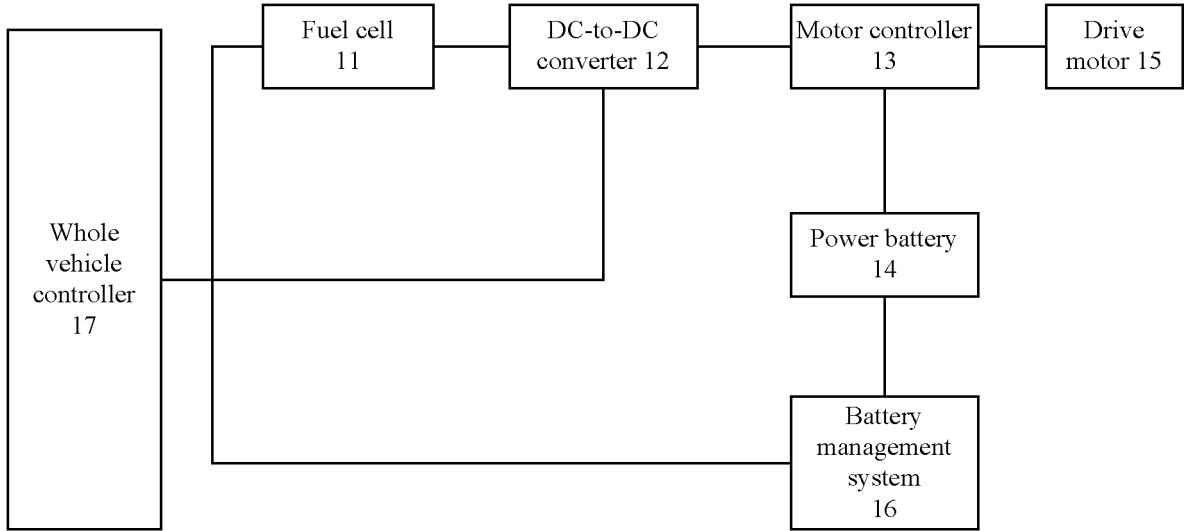 Fuel cell
11
DC-to-DC
converter 12
Motor controller
13
Drive
motor 15
Whole
vehicle
controller
17
Power battery
14
Battery
management
system
16